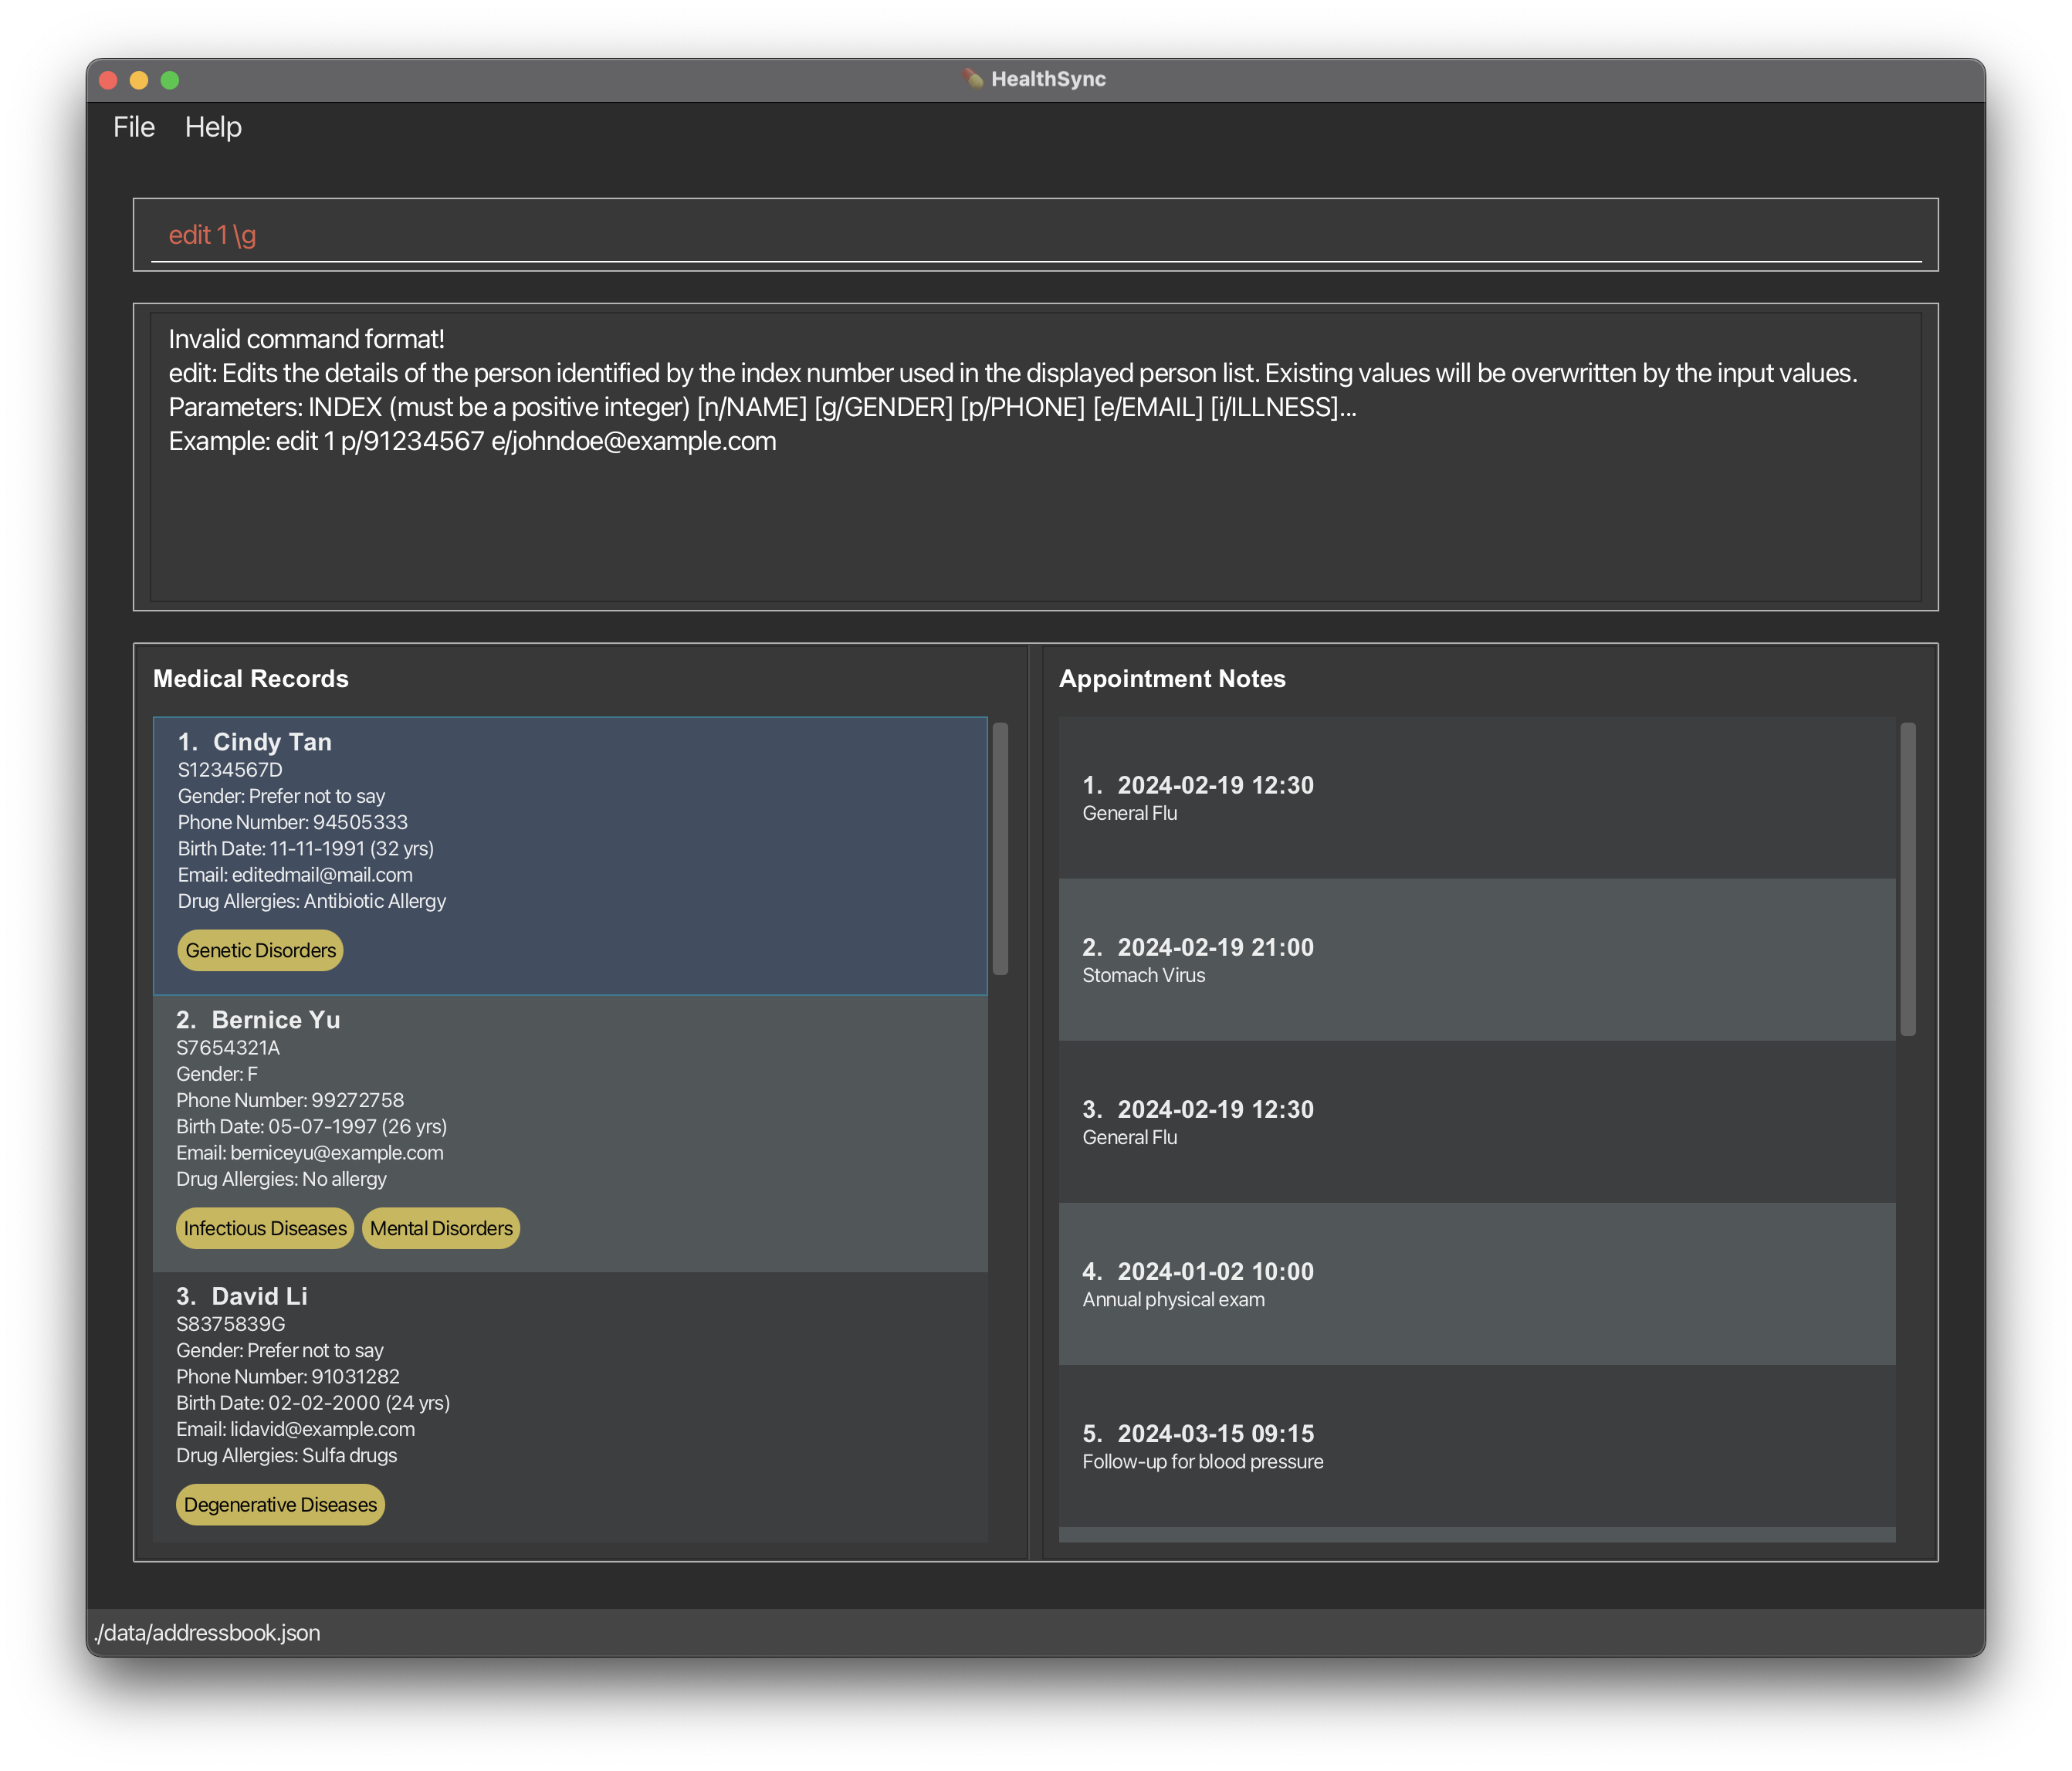 HealthSync
File Help
edit 1 \g
Invalid command format!
edit: Edits the details of the person identified by the index number used in the displayed person list. Existing values will be overwritten by the input values.
Parameters: INDEX (must be a positive integer) [n/NAME] [g/GENDER] [p/PHONE] [e/EMAIL] [i/ILLNESS]...
Example: edit 1 p/91234567 e/johndoe@example.com
Medical Records
1. Cindy Tan
S1234567D
Gender: Prefer not to say
Phone Number: 94505333
Birth Date: 11-11-1991 (32 yrs)
Email: editedmail@mail.com
Drug Allergies: Antibiotic Allergy
Genetic Disorders
2. Bernice Yu
S7654321A
Gender: F
Phone Number: 99272758
Birth Date: 05-07-1997 (26 yrs)
Email: berniceyu@example.com
Drug Allergies: No allergy
Infectious Diseases Mental Disorders
3. David Li
S8375839G
Gender: Prefer not to say
Phone Number: 91031282
Birth Date: 02-02-2000 (24 yrs)
Email: lidavid@example.com
Drug Allergies: Sulfa drugs
Degenerative Diseases
Appointment Notes
1. 2024-02-19 12:30
General Flu
2. 2024-02-19 21:00
Stomach Virus
3. 2024-02-19 12:30
General Flu
4. 2024-01-02 10:00
Annual physical exam
5. 2024-03-15 09:15
Follow-up for blood pressure
./data/addressbook.json